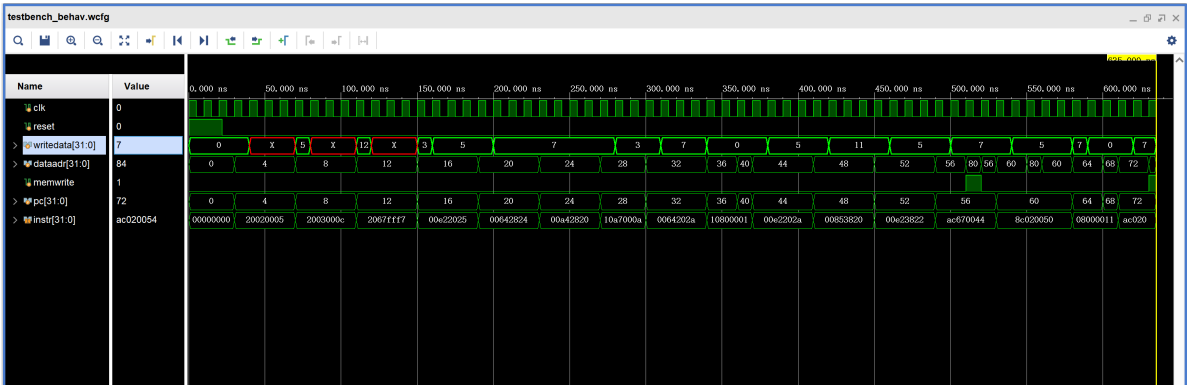 testbench_behav.wcfg
635.000 ns
Name Value 0.000 ns 50.000 ns 100.000 ns 150.000 ns 200.000 ns 250.000 ns 300.000 ns 350.000 ns 400.000 ns 450.000 ns 500.000 ns 550.000 ns 600.000 ns
clk 0
reset 0
writedata[31:0] 7 0 X 5 X 12 X 3 5 7 3 7 0 5 11 5 7 5 7 0 7
dataadr[31:0] 84 0 4 8 12 16 20 24 28 32 36 40 44 48 52 56 80 56 60 80 60 64 68 72
memwrite 1
pc[31:0] 72 0 4 8 12 16 20 24 28 32 36 40 44 48 52 56 60 64 68 72
instr[31:0] ac020054 00000000 20020005 2003000c 2067fff7 00e22025 00642824 00a42820 10a7000a 0064202a 10800001 00e2202a 00853820 00e23822 ac670044 8c020050 08000011 ac020